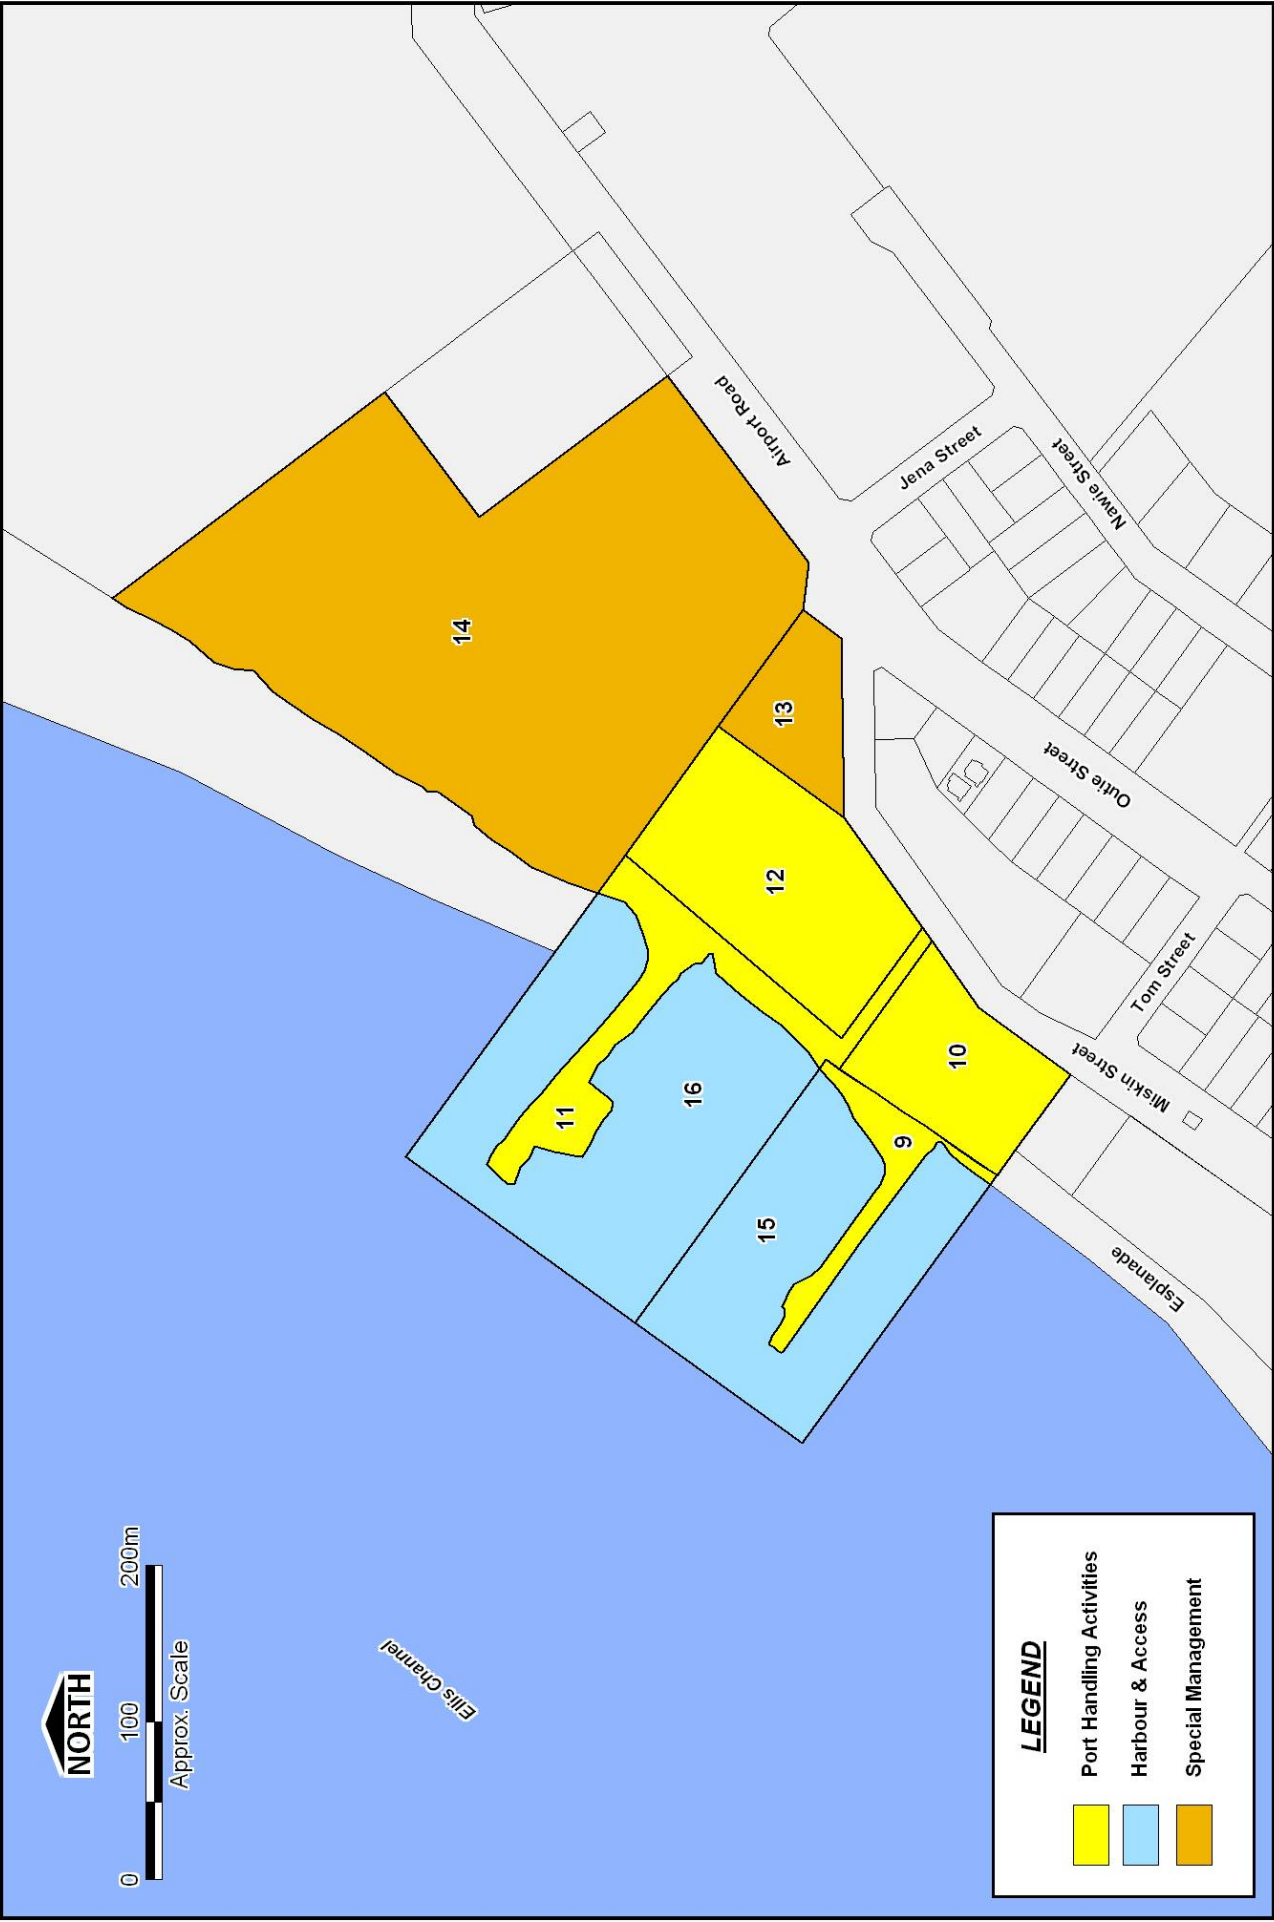 NORTH
0 100 200m
Approx. Scale
Ellis Channel
14
13
12
11
10
9
16
15
Airport Road
Jena Street
Nawie Street
Outie Street
Tom Street
Miskin Street
Esplanade
LEGEND
Port Handling Activities
Harbour & Access
Special Management